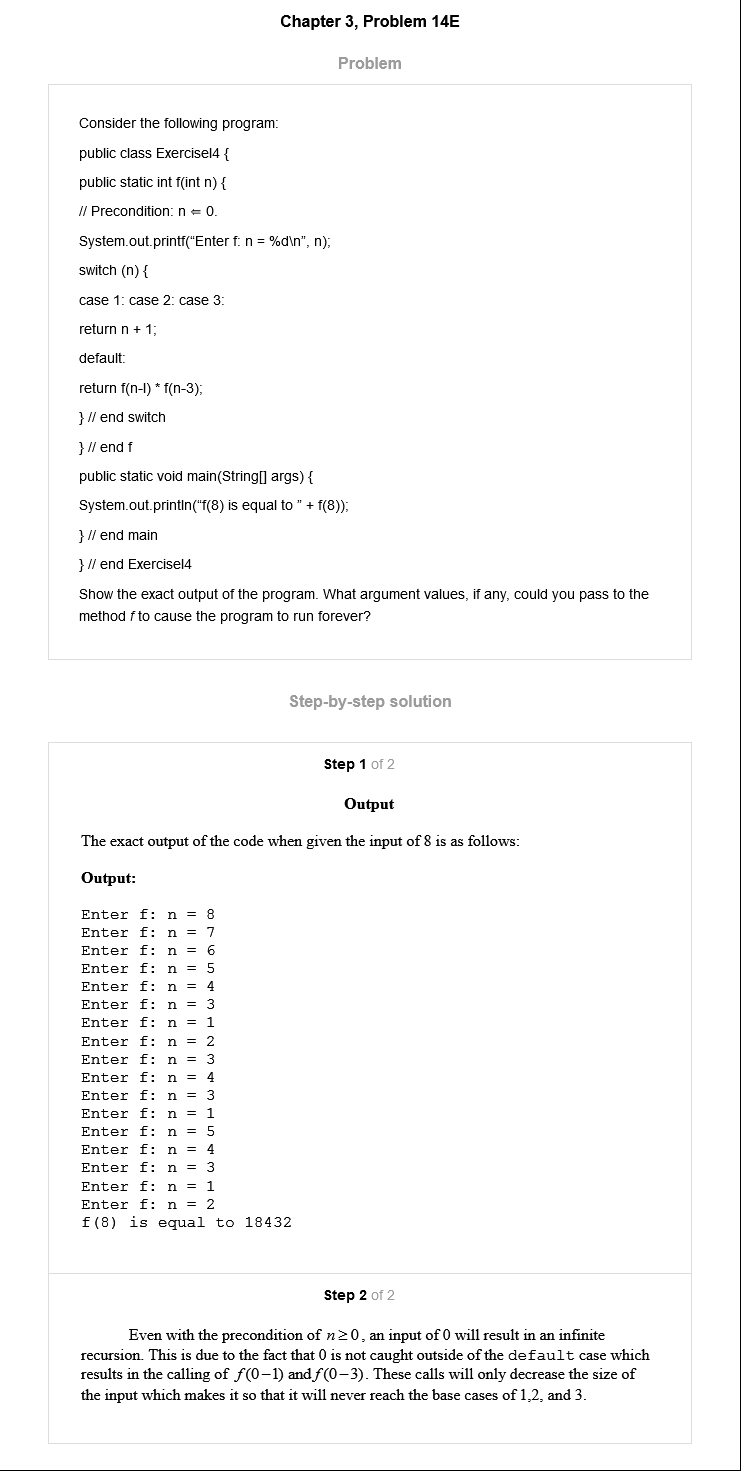 Chapter 3, Problem 14E
Problem
Consider the following program:
public class Exercisel4 {
public static int f(int n) {
// Precondition: n ⇐ 0.
System.out.printf(“Enter f: n = %d\n”, n);
switch (n) {
case 1: case 2: case 3:
return n + 1;
default:
return f(n-l) * f(n-3);
} // end switch
} // end f
public static void main(String[] args) {
System.out.println(“f(8) is equal to ” + f(8));
} // end main
} // end Exercisel4
Show the exact output of the program. What argument values, if any, could you pass to the
method f to cause the program to run forever?
Step-by-step solution
Step 1 of 2
Output
The exact output of the code when given the input of 8 is as follows:
Output:
Enter f: n = 8
Enter f: n = 7
Enter f: n = 6
Enter f: n = 5
Enter f: n = 4
Enter f: n = 3
Enter f: n = 1
Enter f: n = 2
Enter f: n = 3
Enter f: n = 4
Enter f: n = 3
Enter f: n = 1
Enter f: n = 5
Enter f: n = 4
Enter f: n = 3
Enter f: n = 1
Enter f: n = 2
f(8) is equal to 18432
Step 2 of 2
Even with the precondition of n≥0, an input of 0 will result in an infinite
recursion. This is due to the fact that 0 is not caught outside of the default case which
results in the calling of f(0−1) and f(0−3). These calls will only decrease the size of
the input which makes it so that it will never reach the base cases of 1,2, and 3.